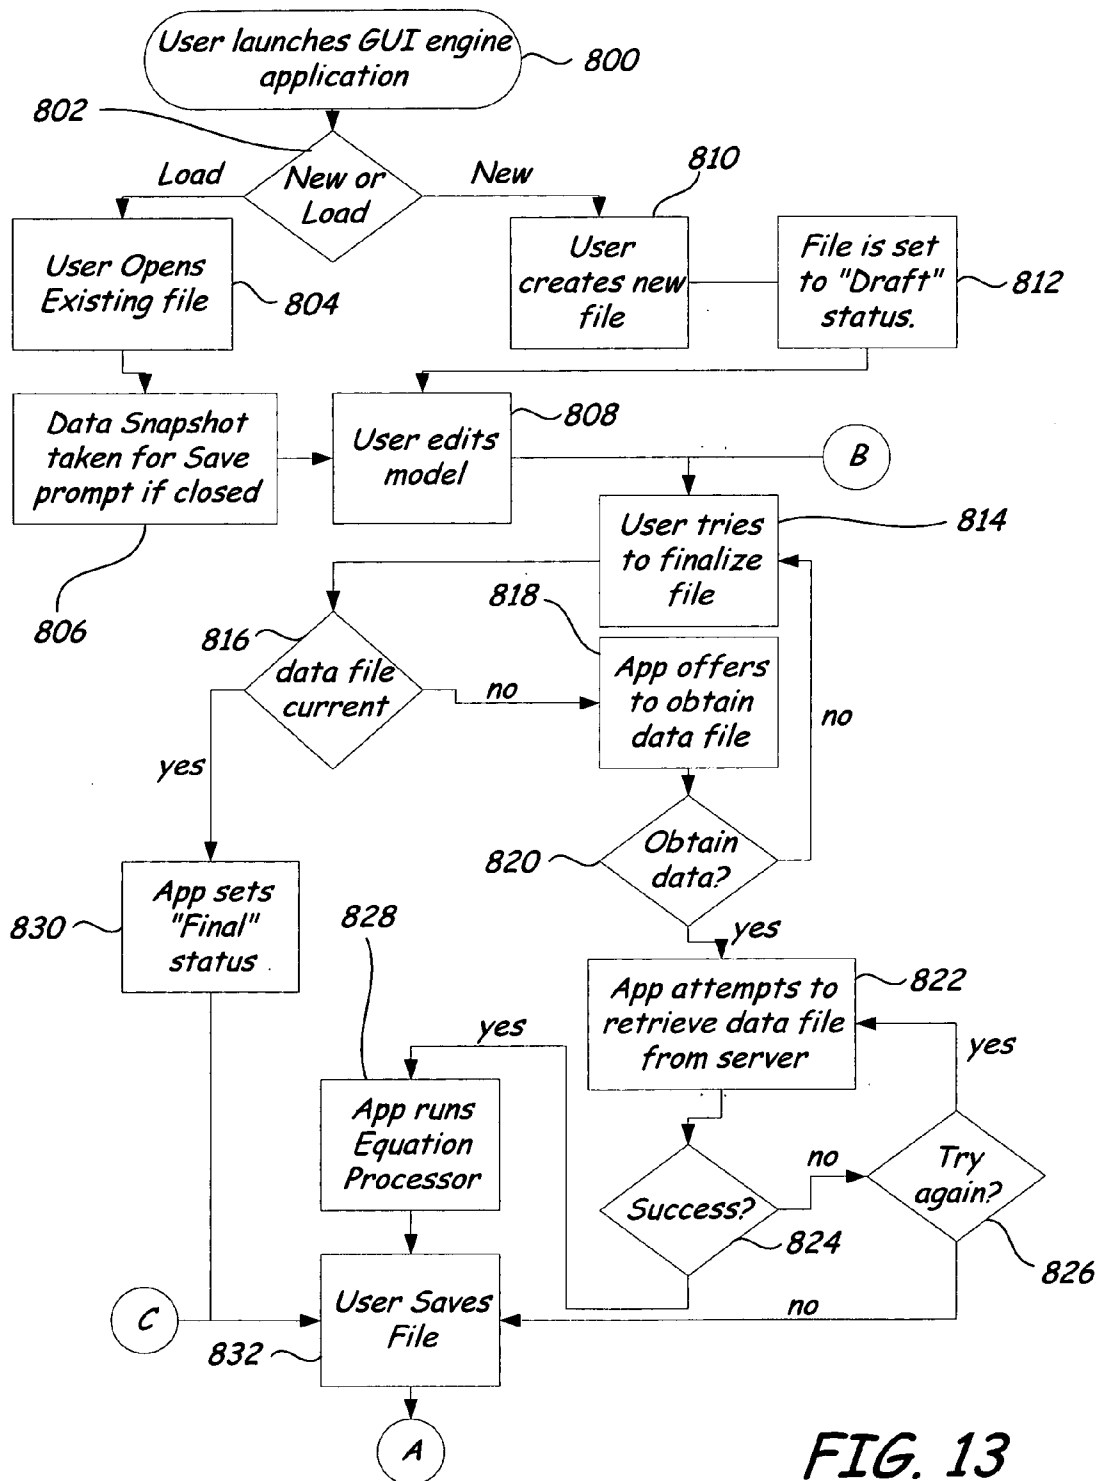 User launches GUI engine
application
800
802
Load
New or
Load
New
810
User Opens
Existing file
804
User
creates new
file
File is set
to "Draft"
status.
812
Data Snapshot
taken for Save
prompt if closed
806
User edits
model
808
B
User tries
to finalize
file
814
816
data file
current
no
818
App offers
to obtain
data file
no
yes
820
Obtain
data?
yes
App sets
"Final"
status
830
828
App attempts to
retrieve data file
from server
822
yes
yes
App runs
Equation
Processor
Success?
824
no
Try
again?
826
no
C
User Saves
File
832
A
FIG. 13